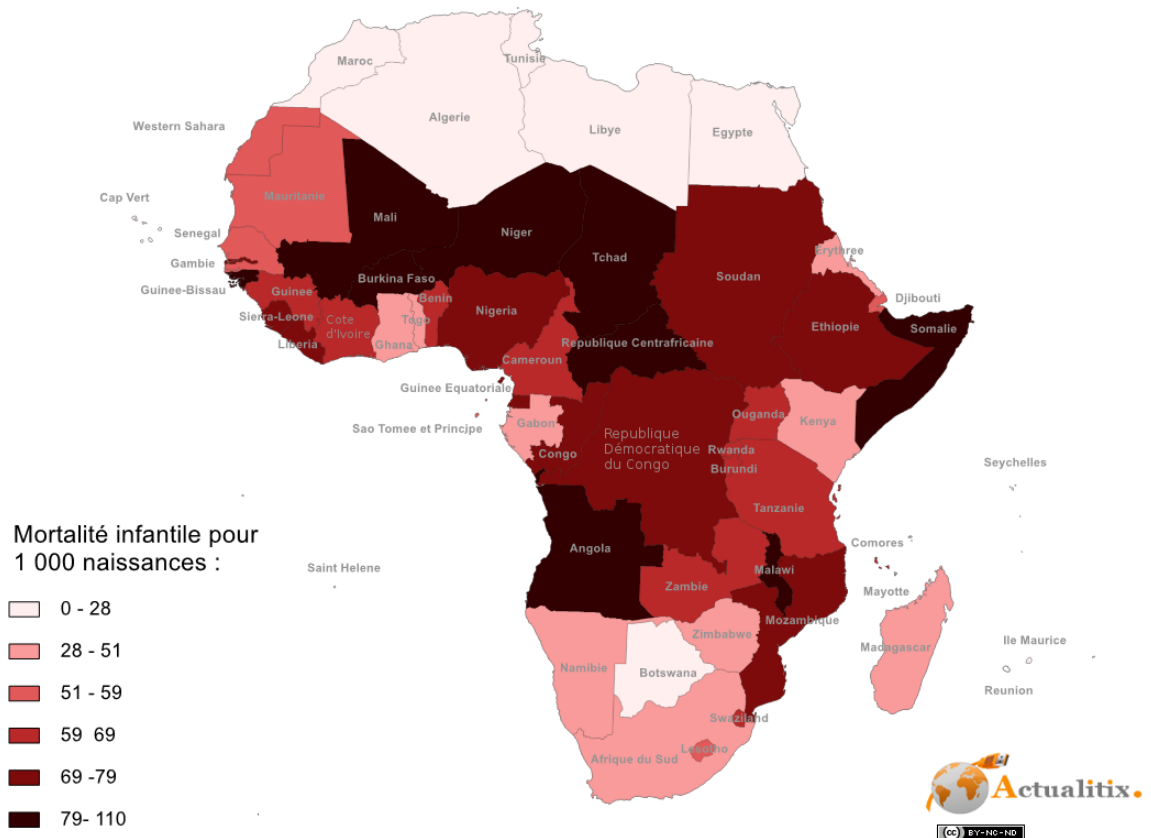 Maroc
Tunisie
Algerie
Libye
Egypte
Western Sahara
Mauritanie
Cap Vert
Mali
Niger
Tchad
Senegal
Soudan
Erythree
Gambie
Burkina Faso
Guinee-Bissau
Guinee
Benin
Djibouti
Sierra-Leone
Cote
d'Ivoire
Togo
Nigeria
Ethiopie
Somalie
Liberia
Ghana
Republique Centrafricaine
Cameroun
Guinee Equatoriale
Ouganda
Kenya
Sao Tomee et Principe
Gabon
Republique
Démocratique
du Congo
Congo
Rwanda
Burundi
Seychelles
Tanzanie
Mortalité infantile pour
1 000 naissances :
Angola
Comores
Saint Helene
Malawi
Zambie
Mayotte
0 - 28
Mozambique
Zimbabwe
Ile Maurice
28 - 51
Namibie
Botswana
Madagascar
51 - 59
Reunion
Swaziland
59 69
Lesotho
Afrique du Sud
69 -79
Actualitix.
79- 110
(cc) BY-NC-ND